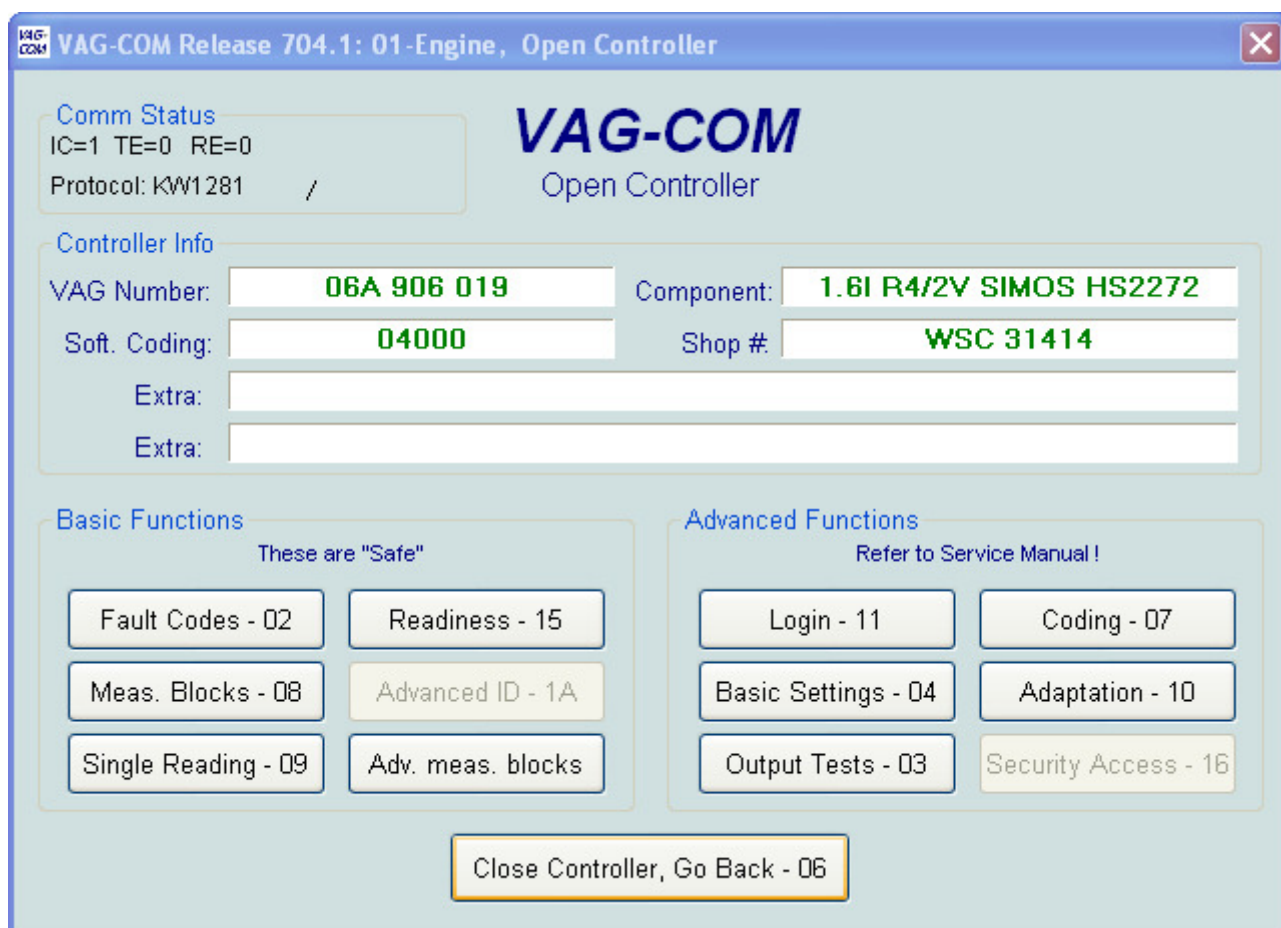 VAG-COM
VAG-COM Release 704.1: 01-Engine, Open Controller
Comm Status
IC=1 TE=0 RE=0
Protocol: KW1281 /
VAG-COM
Open Controller
Controller Info
VAG Number: 06A 906 019 Component: 1.6l R4/2V SIMOS HS2272
Soft. Coding: 04000 Shop #: WSC 31414
Extra:
Extra:
Basic Functions
These are "Safe"
Fault Codes - 02 Readiness - 15
Meas. Blocks - 08 Advanced ID - 1A
Single Reading - 09 Adv. meas. blocks
Advanced Functions
Refer to Service Manual !
Login - 11 Coding - 07
Basic Settings - 04 Adaptation - 10
Output Tests - 03 Security Access - 16
Close Controller, Go Back - 06